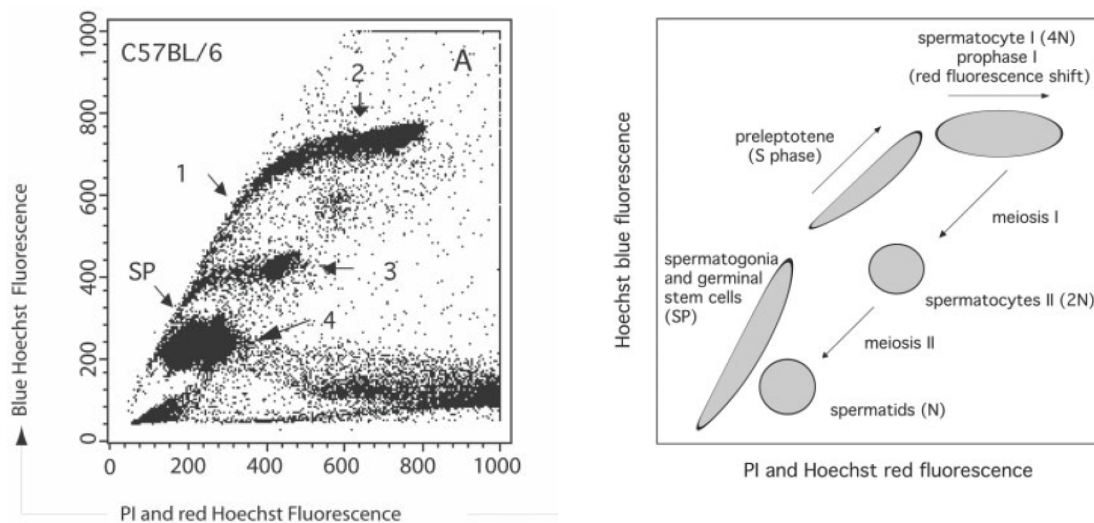 C57BL/6
A
1
2
SP
3
4
1000
800
600
400
200
0
Blue Hoechst Fluorescence
0
200
400
600
800
1000
PI and red Hoechst Fluorescence
spermatocyte I (4N)
prophase I
(red fluorescence shift)
preleptotene
(S phase)
meiosis I
spermatogonia
and germinal
stem cells
(SP)
spermatocytes II (2N)
meiosis II
spermatids (N)
Hoechst blue fluorescence
PI and Hoechst red fluorescence